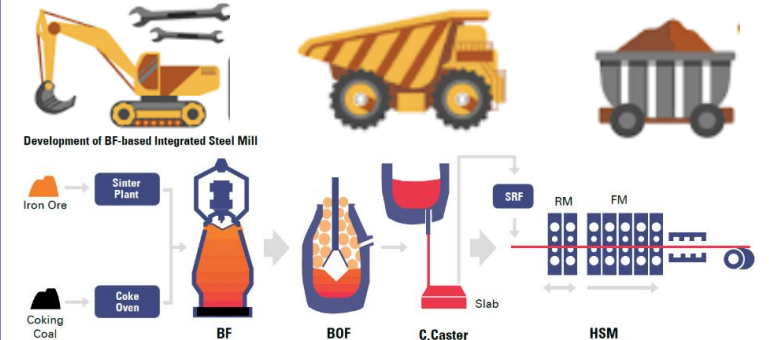 Development of BF-based Integrated Steel Mill
Iron Ore
Sinter
Plant
Coking
Coal
Coke
Oven
BF
BOF
C,Caster
Slab
SRF
RM
FM
HSM